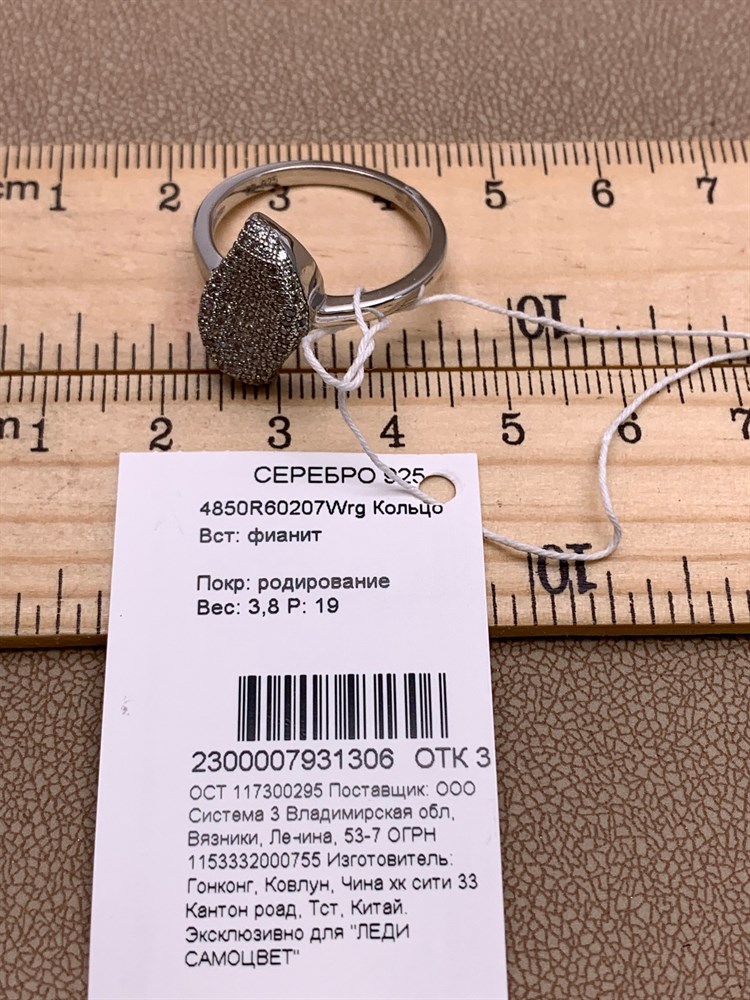 cm 1 2 3 4 5 6 7
10
1 2 3 4 5 6 7
10
СЕРЕБРО 925
4850R60207Wrg Кольцо
Вст: фианит
Покр: родирование
Вес: 3,8 Р: 19
2300007931306 ОТК 3
ОСТ 117300295 Поставщик: ООО
Система 3 Владимирская обл,
Вязники, Ленина, 53-7 ОГРН
1153332000755 Изготовитель:
Гонконг, Ковлун, Чина хк сити 33
Кантон роад, Тст, Китай.
Эксклюзивно для "ЛЕДИ
САМОЦВЕТ"